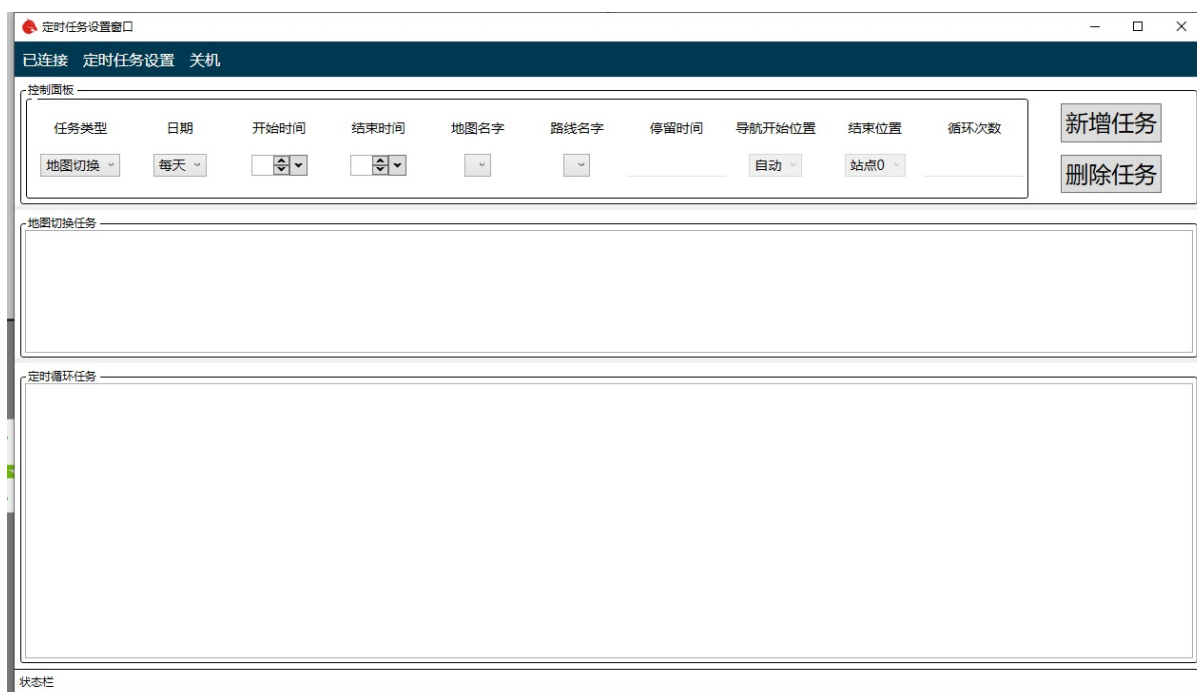 定时任务设置窗口
已连接 定时任务设置 关机
控制面板
任务类型 日期 开始时间 结束时间 地图名字 路线名字 停留时间 导航开始位置 结束位置 循环次数
地图切换 每天 自动 站点0
新增任务
删除任务
地图切换任务
定时循环任务
状态栏